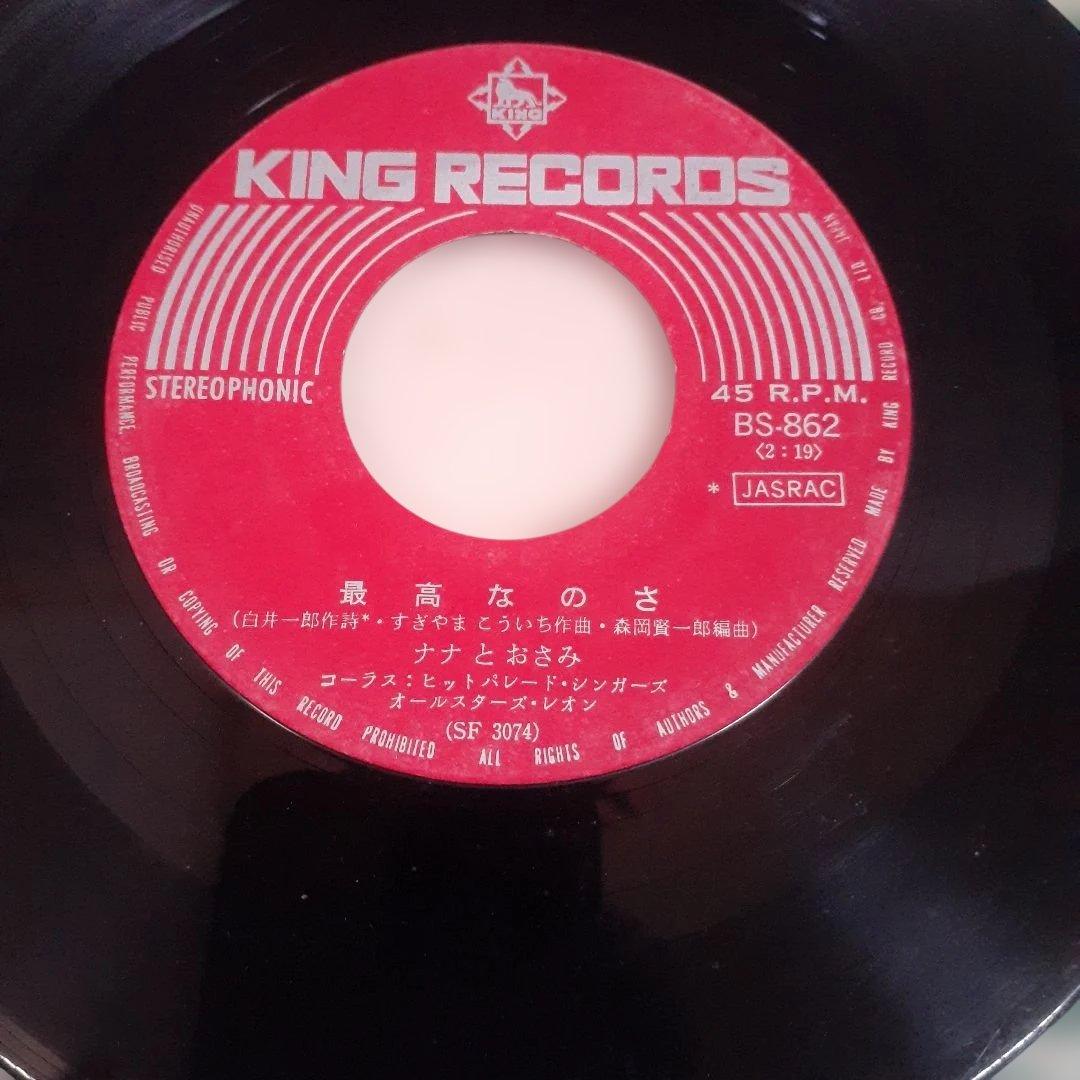 KING
KING RECORDS
STEREOPHONIC
45 R.P.M.
BS-862
〈2:19〉
* JASRAC
最高なのさ
(白井一郎作詩*・すぎやま こういち作曲・森岡賢一郎編曲)
ナナとおさみ
コーラス:ヒットパレード・シンガーズ
オールスターズ・レオン
(SF 3074)
UNAUTHORISED PUBLIC PERFORMAMCE, BROADCASTING OR COPYING OF THIS RECORD PROHIBITED ALL RIGHTS OF AUTHORS & MANUFACTURER RESERVED MADE BY KING RECORD CO. LTD JAPAN